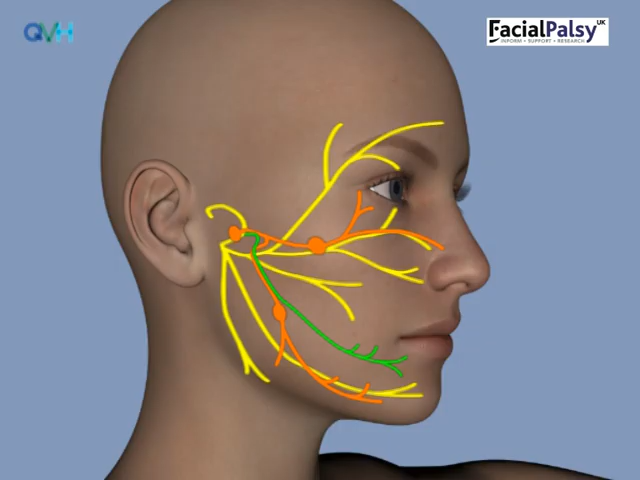 QVH
FacialPalsy UK
INFORM • SUPPORT • RESEARCH